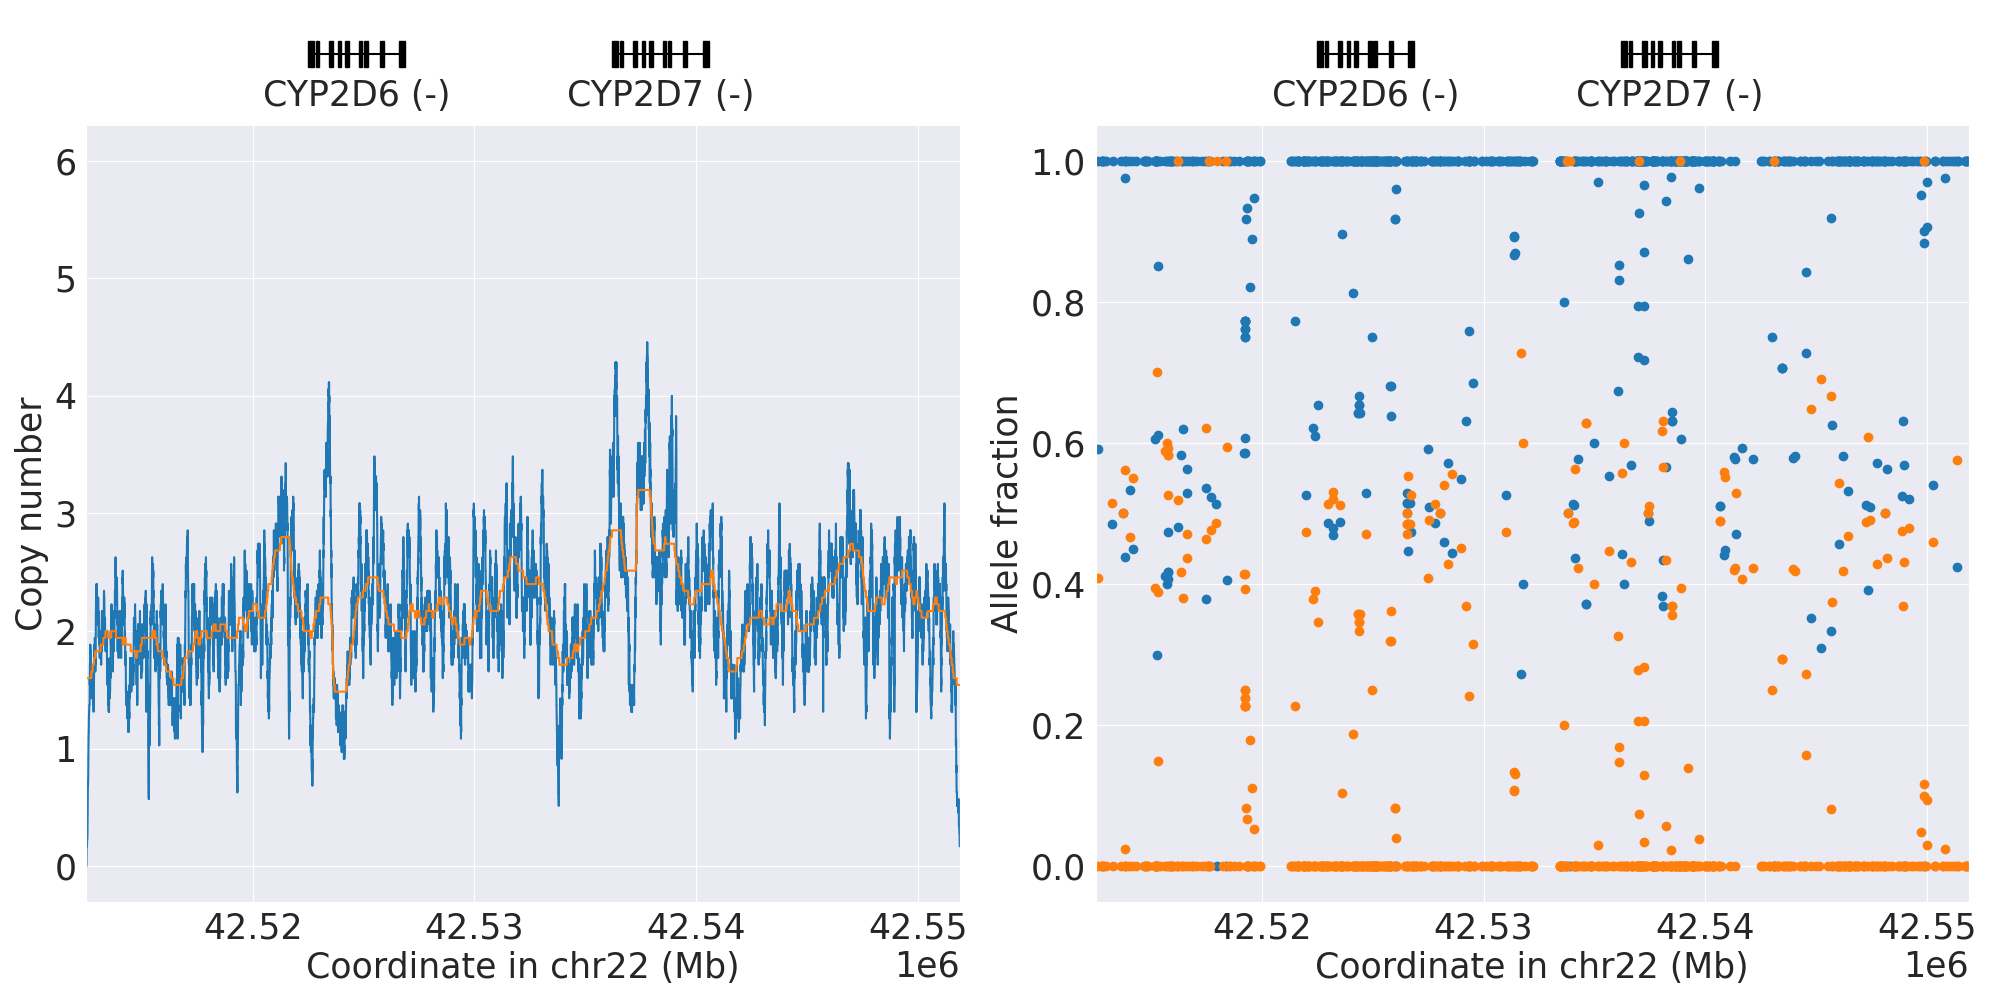 CYP2D6 (-) CYP2D7 (-)
6
5
4
3
2
1
0
Copy number
42.52 42.53 42.54 42.55
1e6
Coordinate in chr22 (Mb)
CYP2D6 (-) CYP2D7 (-)
1.0
0.8
0.6
0.4
0.2
0.0
Allele fraction
42.52 42.53 42.54 42.55
1e6
Coordinate in chr22 (Mb)